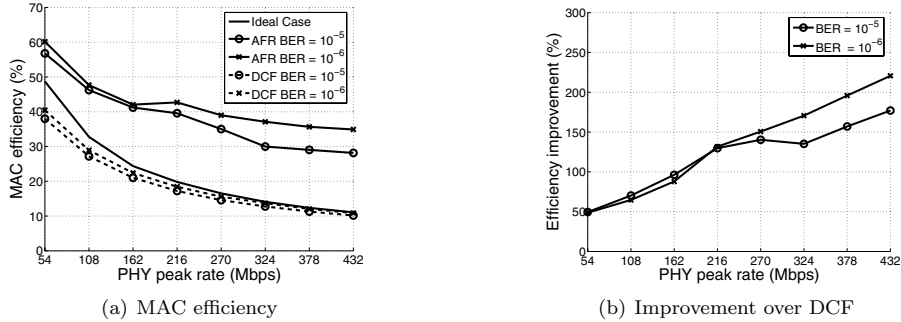 Ideal Case
AFR BER = 10⁻⁵
AFR BER = 10⁻⁶
DCF BER = 10⁻⁵
DCF BER = 10⁻⁶
MAC efficiency (%)
70
60
50
40
30
20
10
0
54 108 162 216 270 324 378 432
PHY peak rate (Mbps)
(a) MAC efficiency
BER = 10⁻⁵
BER = 10⁻⁶
Efficiency improvement (%)
300
250
200
150
100
50
0
54 108 162 216 270 324 378 432
PHY peak rate (Mbps)
(b) Improvement over DCF